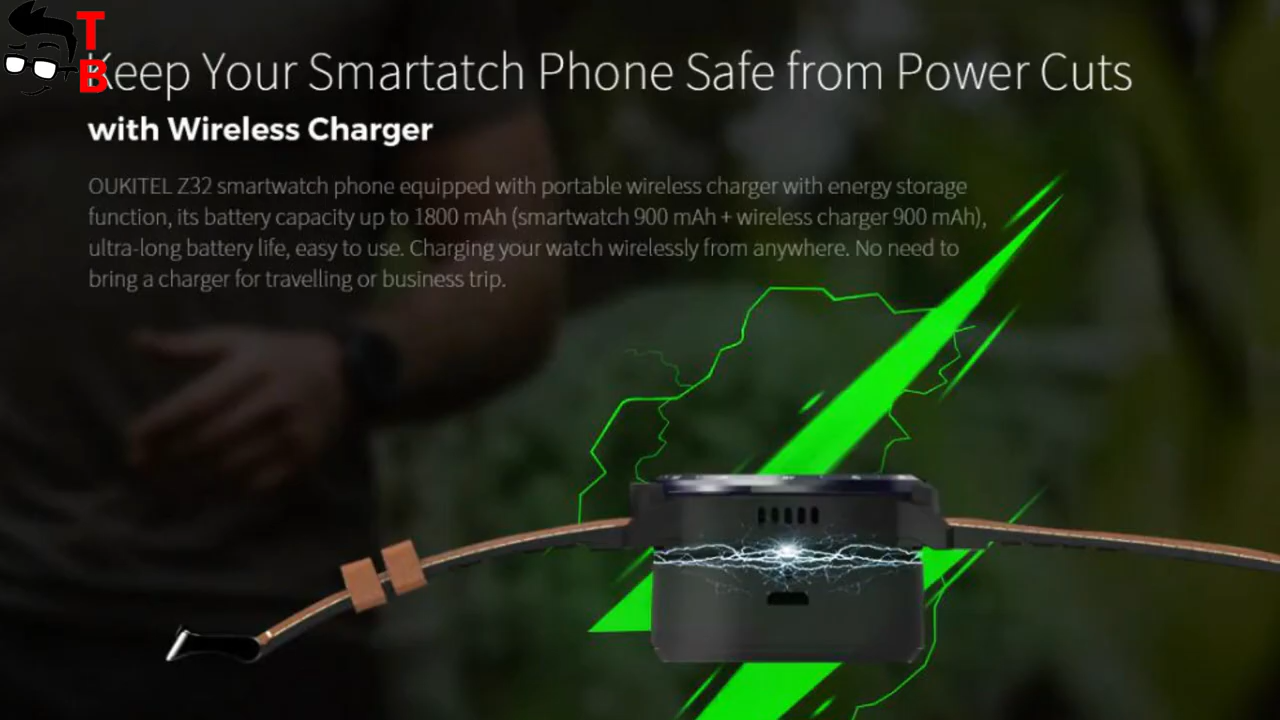 TB
Keep Your Smartatch Phone Safe from Power Cuts
with Wireless Charger
OUKITEL Z32 smartwatch phone equipped with portable wireless charger with energy storage
function, its battery capacity up to 1800 mAh (smartwatch 900 mAh + wireless charger 900 mAh),
ultra-long battery life, easy to use. Charging your watch wirelessly from anywhere. No need to
bring a charger for travelling or business trip.